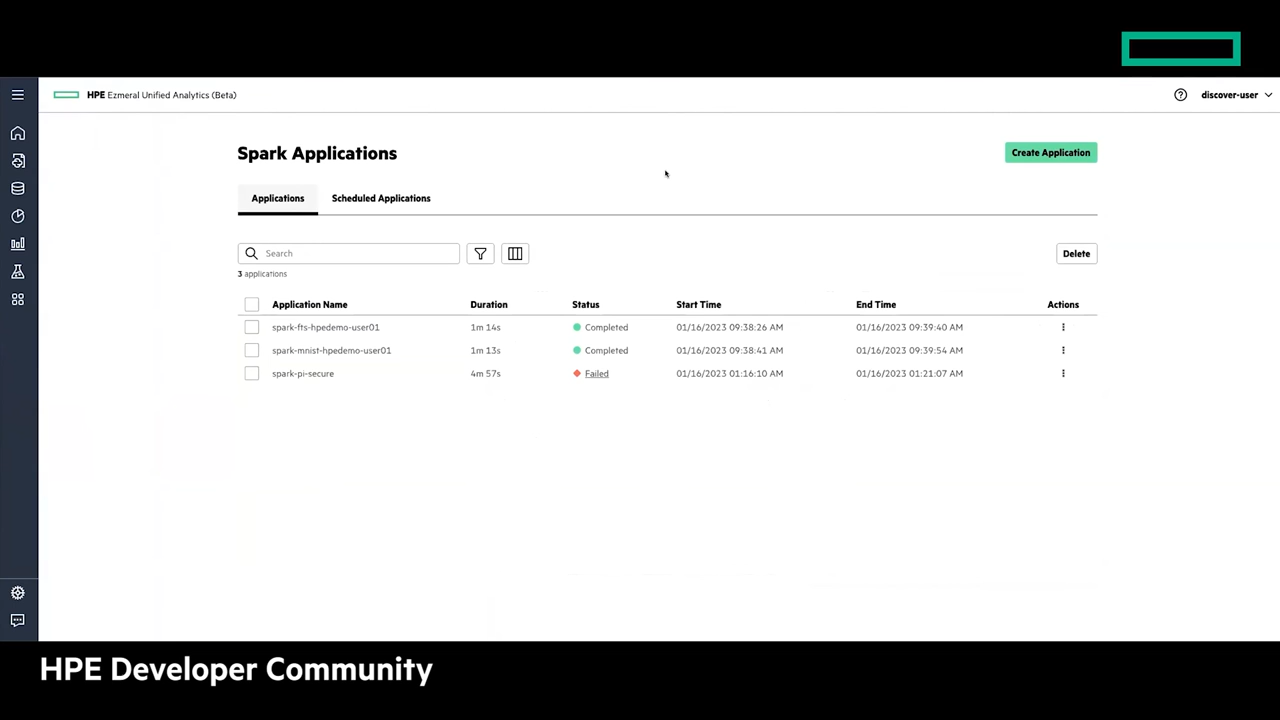 HPE Ezmeral Unified Analytics (Beta)
discover-user
Spark Applications
Create Application
Applications
Scheduled Applications
Search
Delete
3 applications
Application Name Duration Status Start Time End Time Actions
spark-fts-hpedemo-user01 1m 14s Completed 01/16/2023 09:38:26 AM 01/16/2023 09:39:40 AM
spark-mnist-hpedemo-user01 1m 13s Completed 01/16/2023 09:38:41 AM 01/16/2023 09:39:54 AM
spark-pi-secure 4m 57s Failed 01/16/2023 01:16:10 AM 01/16/2023 01:21:07 AM
HPE Developer Community